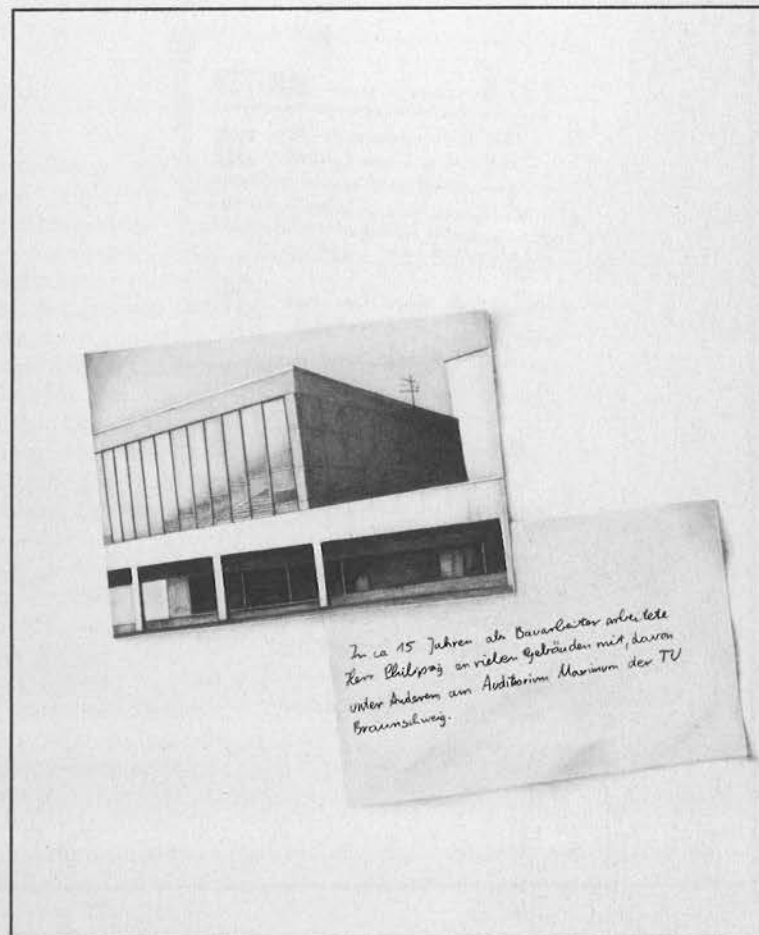 In ca 15 Jahren als Bauarbeiter arbeitete
Herr Philipzig an vielen Gebäuden mit, davon
unter Anderem am Auditorium Maximum der TU
Braunschweig.